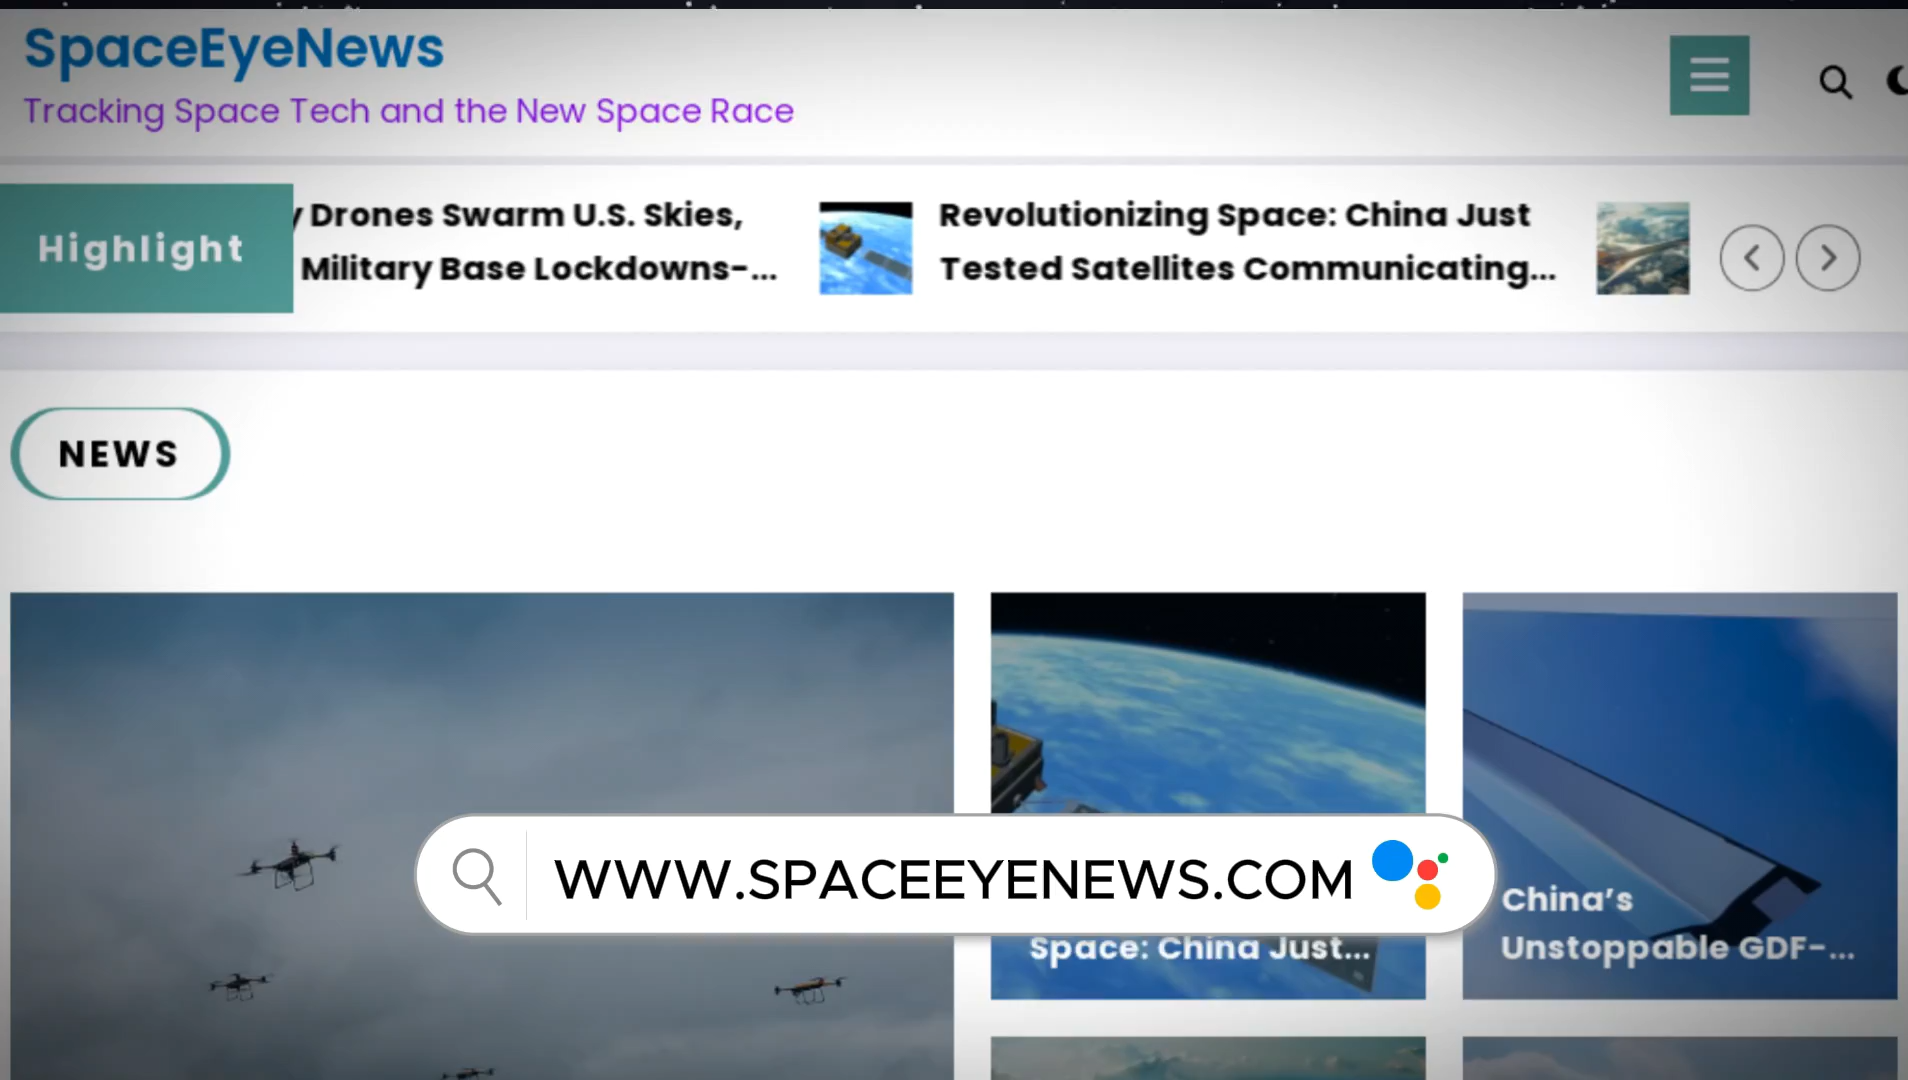 SpaceEyeNews
Tracking Space Tech and the New Space Race
Highlight
Drones Swarm U.S. Skies,
Military Base Lockdowns-...
Revolutionizing Space: China Just
Tested Satellites Communicating...
NEWS
WWW.SPACEEYENEWS.COM
Space: China Just...
China's
Unstoppable GDF-...